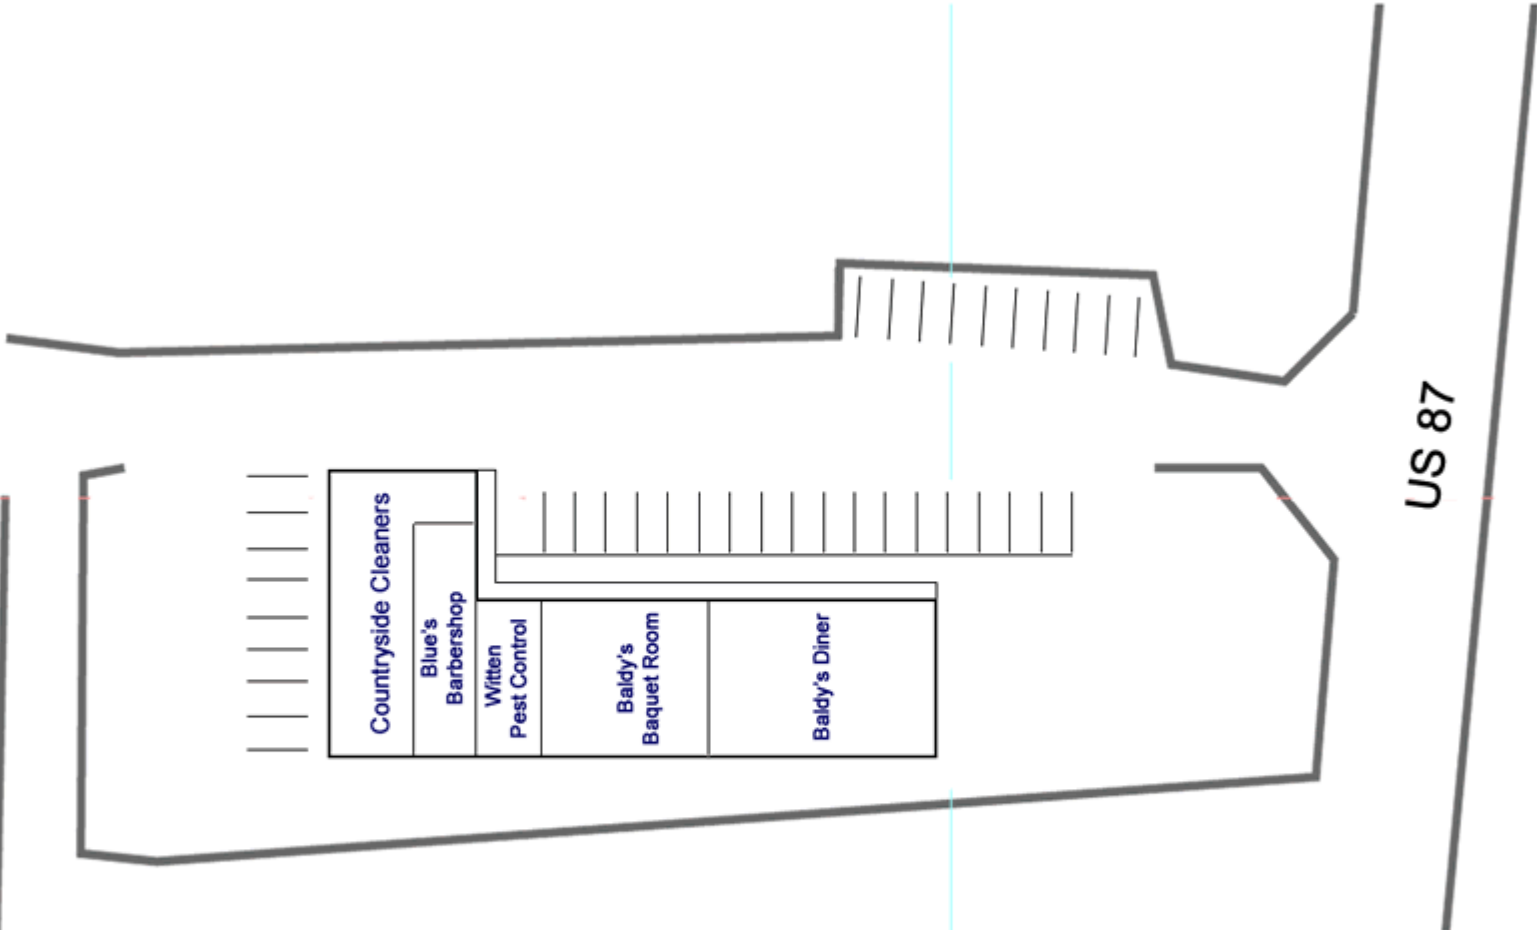 Countryside Cleaners
Blue's
Barbershop
Witten
Pest Control
Baldy's
Baquet Room
Baldy's Diner
US 87